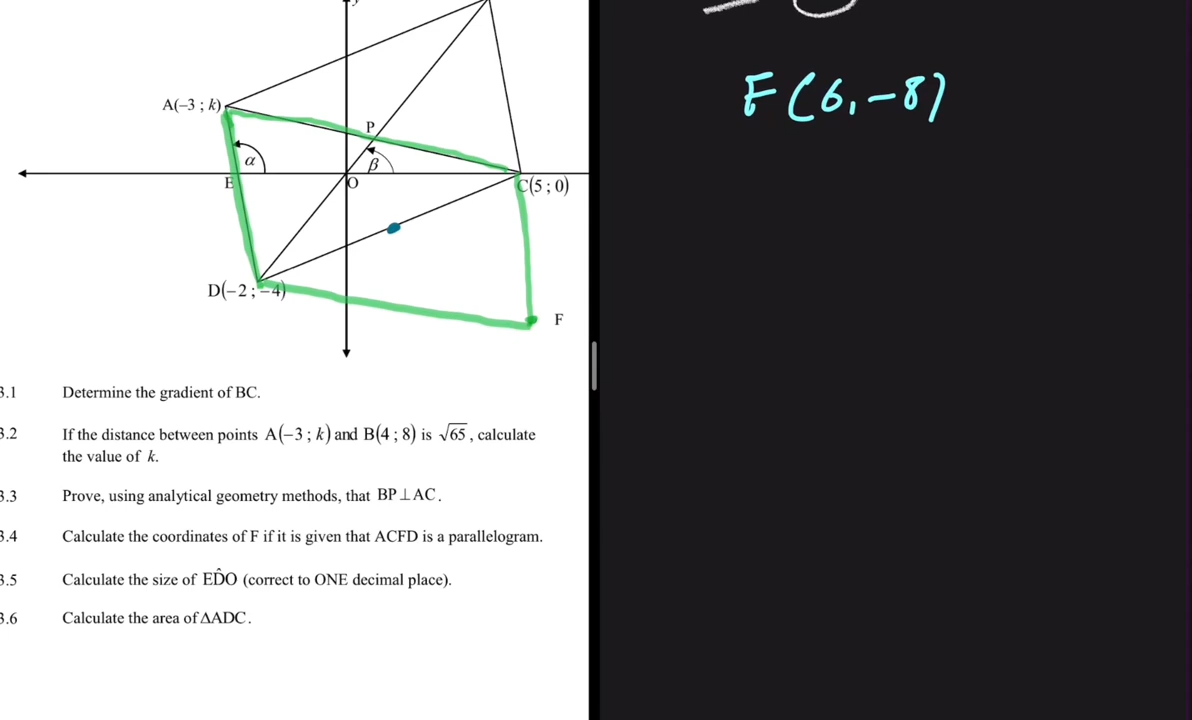 y
A(−3 ; k)
P
α
β
E
O
C(5 ; 0)
D(−2 ; −4)
F
F(6, −8)
3.1 Determine the gradient of BC.
3.2 If the distance between points A(−3 ; k) and B(4 ; 8) is √65, calculate
the value of k.
3.3 Prove, using analytical geometry methods, that BP⊥AC.
3.4 Calculate the coordinates of F if it is given that ACFD is a parallelogram.
3.5 Calculate the size of ED̂O (correct to ONE decimal place).
3.6 Calculate the area of ΔADC.